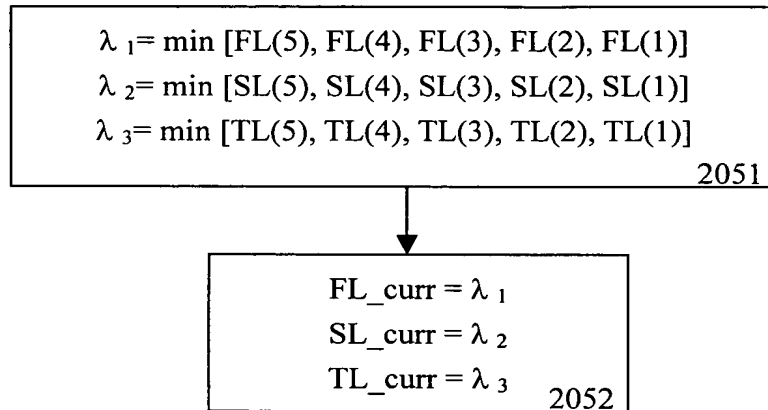 λ 1= min [FL(5), FL(4), FL(3), FL(2), FL(1)]
λ 2= min [SL(5), SL(4), SL(3), SL(2), SL(1)]
λ 3= min [TL(5), TL(4), TL(3), TL(2), TL(1)]
2051
FL_curr = λ 1
SL_curr = λ 2
TL_curr = λ 3
2052